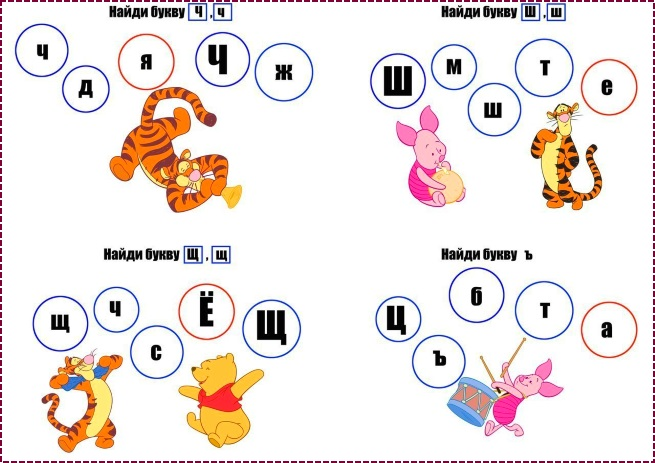 Найди букву Ч , ч
ч д я Ч ж
Найди букву Ш , ш
Ш м ш т е
Найди букву Щ , щ
щ ч с Ё Щ
Найди букву ъ
Ц ъ б т а